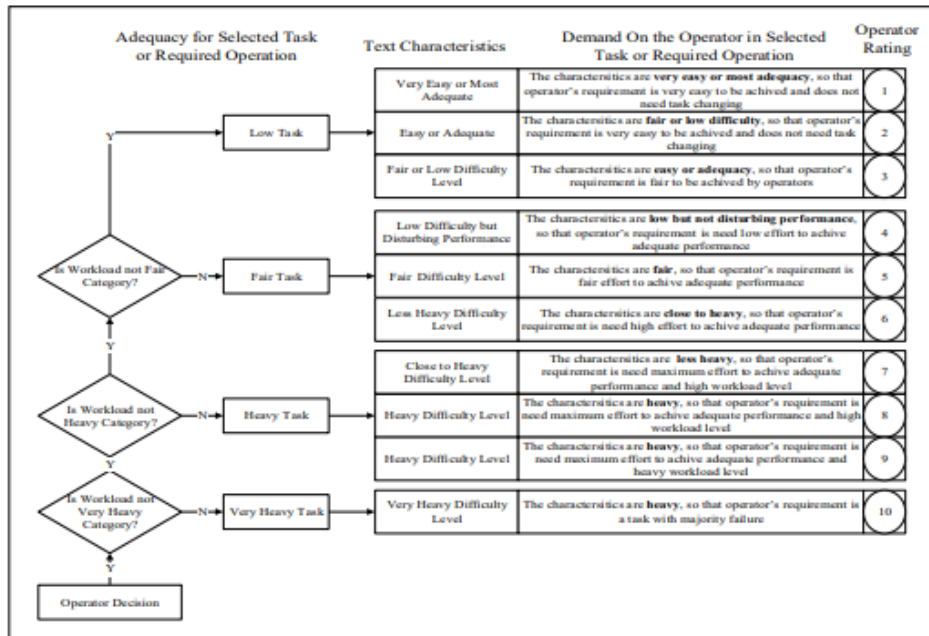 Adequacy for Selected Task
or Required Operation
Text Characteristics
Demand On the Operator in Selected
Task or Required Operation
Operator
Rating
Very Easy or Most
Adequate
The charactersitics are very easy or most adequacy, so that
operator's requirement is very easy to be achived and does not
need task changing
1
Y
Low Task
Easy or Adequate
The charactersitics are fair or low difficulty, so that operator's
requirement is very easy to be achived and does not need task
changing
2
Fair or Low Difficulty
Level
The charactersitics are easy or adequacy, so that operator's
requirement is fair to be achived by operators
3
Low Difficulty but
Disturbing Performance
The charactersitics are low but not disturbing performance,
so that operator's requirement is need low effort to achieve
adequate performance
4
Is Workload not Fair
Category?
N
Fair Task
Fair Difficulty Level
The charactersitics are fair, so that operator's requirement is
fair effort to achieve adequate performance
5
Less Heavy Difficulty
Level
The charactersitics are close to heavy, so that operator's
requirement is need high effort to achive adequate performance
6
Y
Close to Heavy
Difficulty Level
The charactersitics are less heavy, so that operator's
requirement is need maximum effort to achive adequate
performance and high workload level
7
Is Workload not
Heavy Category?
N
Heavy Task
Heavy Difficulty Level
The charactersitics are heavy, so that operator's requirement is
need maximum effort to achive adequate performance and high
workload level
8
Heavy Difficulty Level
The charactersitics are heavy, so that operator's requirement is
need maximum effort to achive adequate performance and
heavy workload level
9
Y
Is Workload not
Very Heavy
Category?
N
Very Heavy Task
Very Heavy Difficulty
Level
The charactersitics are heavy, so that operator's requirement is
a task with majority failure
10
Y
Operator Decision